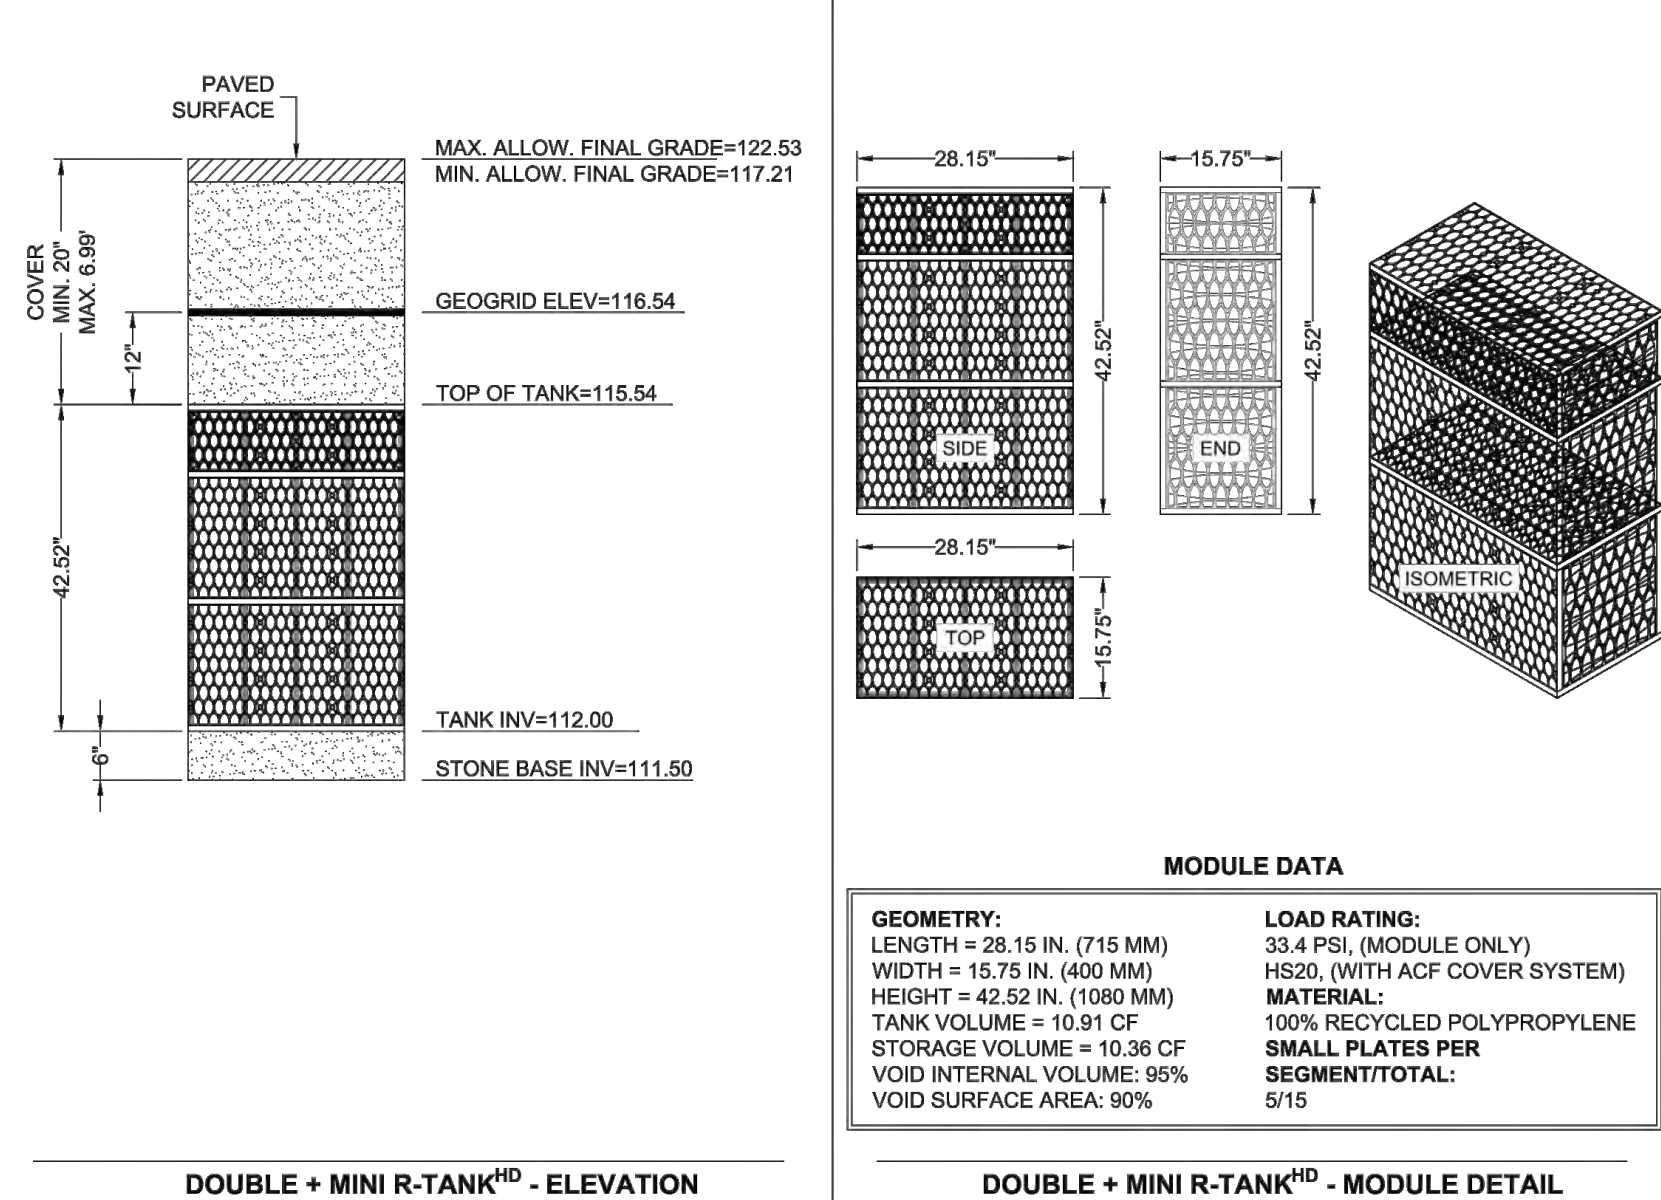 PAVED
SURFACE
MAX. ALLOW. FINAL GRADE=122.53
MIN. ALLOW. FINAL GRADE=117.21
COVER
MIN. 20"
MAX. 6.99'
GEOGRID ELEV=116.54
12"
TOP OF TANK=115.54
42.52"
TANK INV=112.00
6"
STONE BASE INV=111.50
DOUBLE + MINI R-TANKHD - ELEVATION
28.15"
15.75"
42.52"
42.52"
SIDE
END
28.15"
TOP
15.75"
ISOMETRIC
MODULE DATA
GEOMETRY:
LENGTH = 28.15 IN. (715 MM)
WIDTH = 15.75 IN. (400 MM)
HEIGHT = 42.52 IN. (1080 MM)
TANK VOLUME = 10.91 CF
STORAGE VOLUME = 10.36 CF
VOID INTERNAL VOLUME: 95%
VOID SURFACE AREA: 90%
LOAD RATING:
33.4 PSI, (MODULE ONLY)
HS20, (WITH ACF COVER SYSTEM)
MATERIAL:
100% RECYCLED POLYPROPYLENE
SMALL PLATES PER
SEGMENT/TOTAL:
5/15
DOUBLE + MINI R-TANKHD - MODULE DETAIL